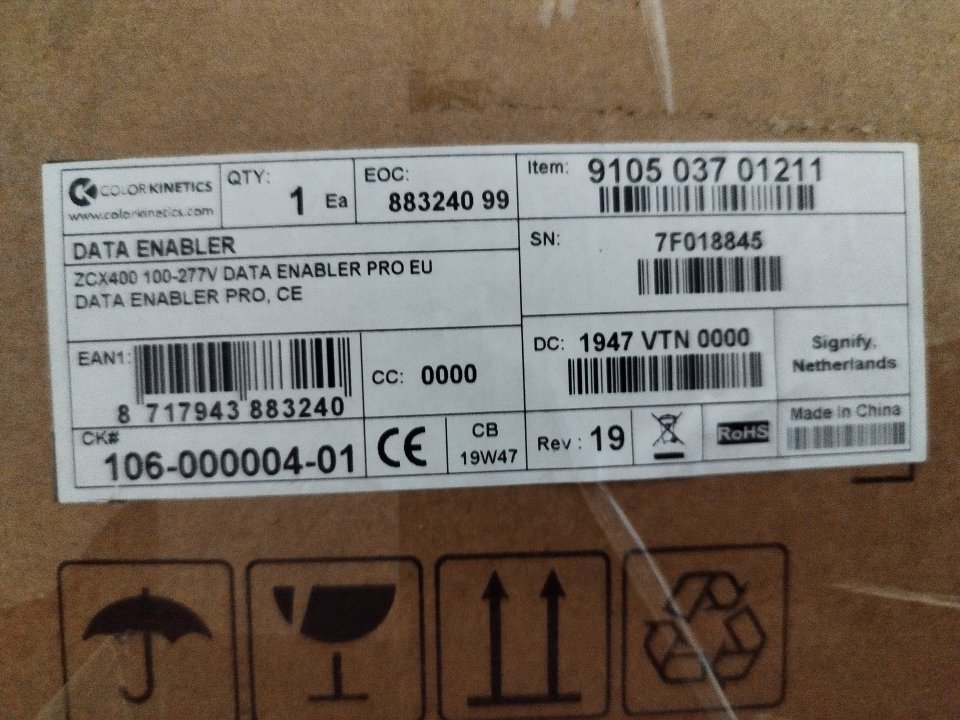 COLOR KINETICS
www.colorkinetics.com
QTY: 1 Ea
EOC: 883240 99
Item: 9105 037 01211
DATA ENABLER
ZCX400 100-277V DATA ENABLER PRO EU
DATA ENABLER PRO, CE
SN: 7F018845
EAN1:
8 717943 883240
CC: 0000
DC: 1947 VTN 0000
Signify,
Netherlands
CK#
106-000004-01
CE
CB
19W47
Rev : 19
RoHS
Made In China